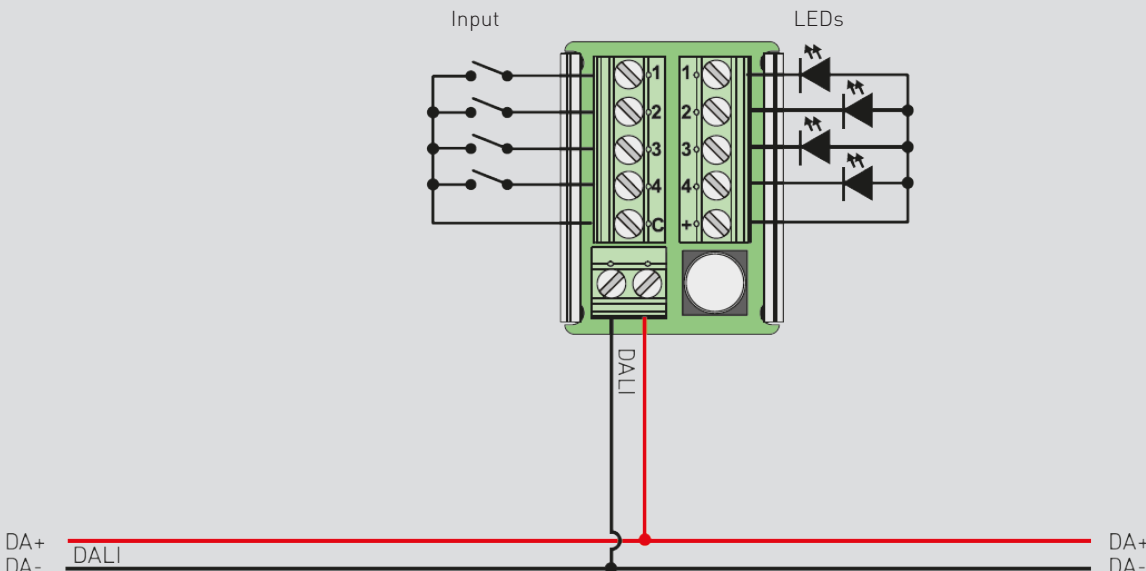 Input LEDs
1 1
2 2
3 3
4 4
C +
DALI
DA+ DA+
DALI
DA- DA-